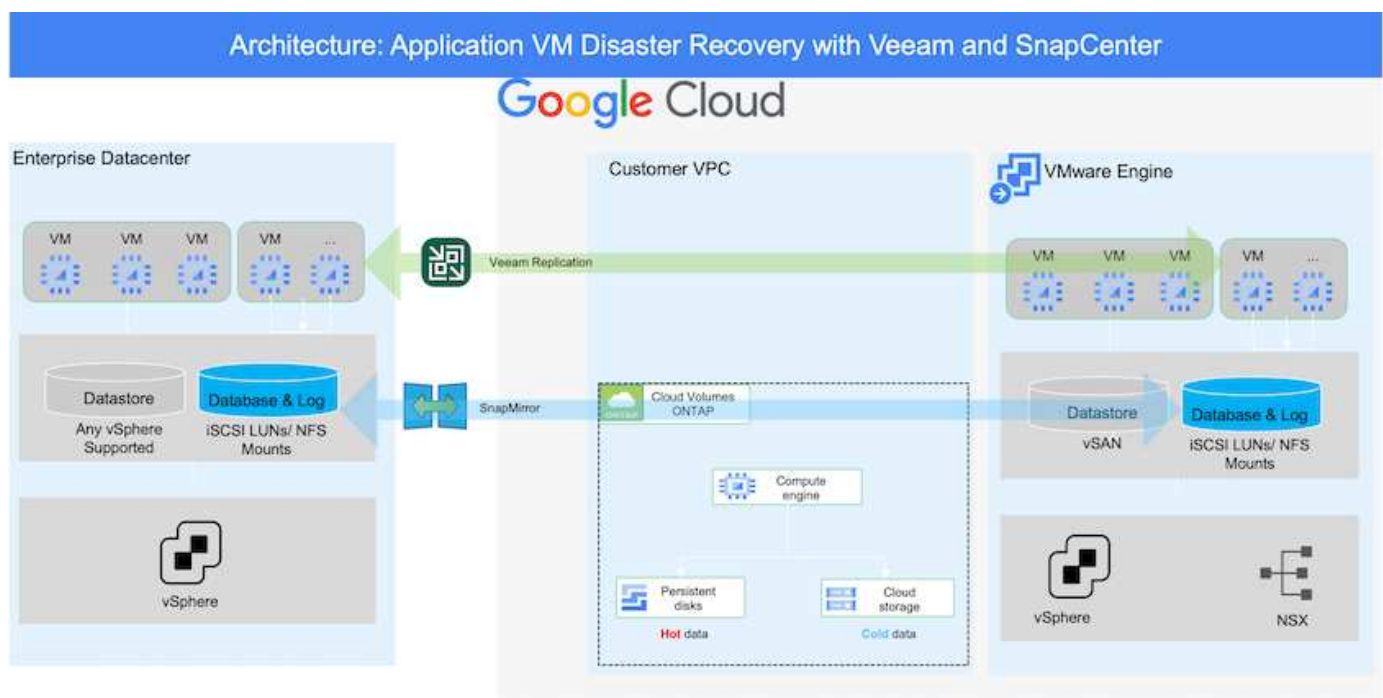 Architecture: Application VM Disaster Recovery with Veeam and SnapCenter
Google Cloud
Enterprise Datacenter
VM
VM
VM
VM
...
Datastore
Any vSphere
Supported
Database & Log
iSCSI LUNs/ NFS
Mounts
vSphere
Veeam Replication
SnapMirror
Customer VPC
ONTAP
Cloud Volumes
ONTAP
Compute
engine
Persistent
disks
Hot data
Cloud
storage
Cold data
VMware Engine
VM
VM
VM
VM
...
Datastore
vSAN
Database & Log
iSCSI LUNs/ NFS
Mounts
vSphere
NSX